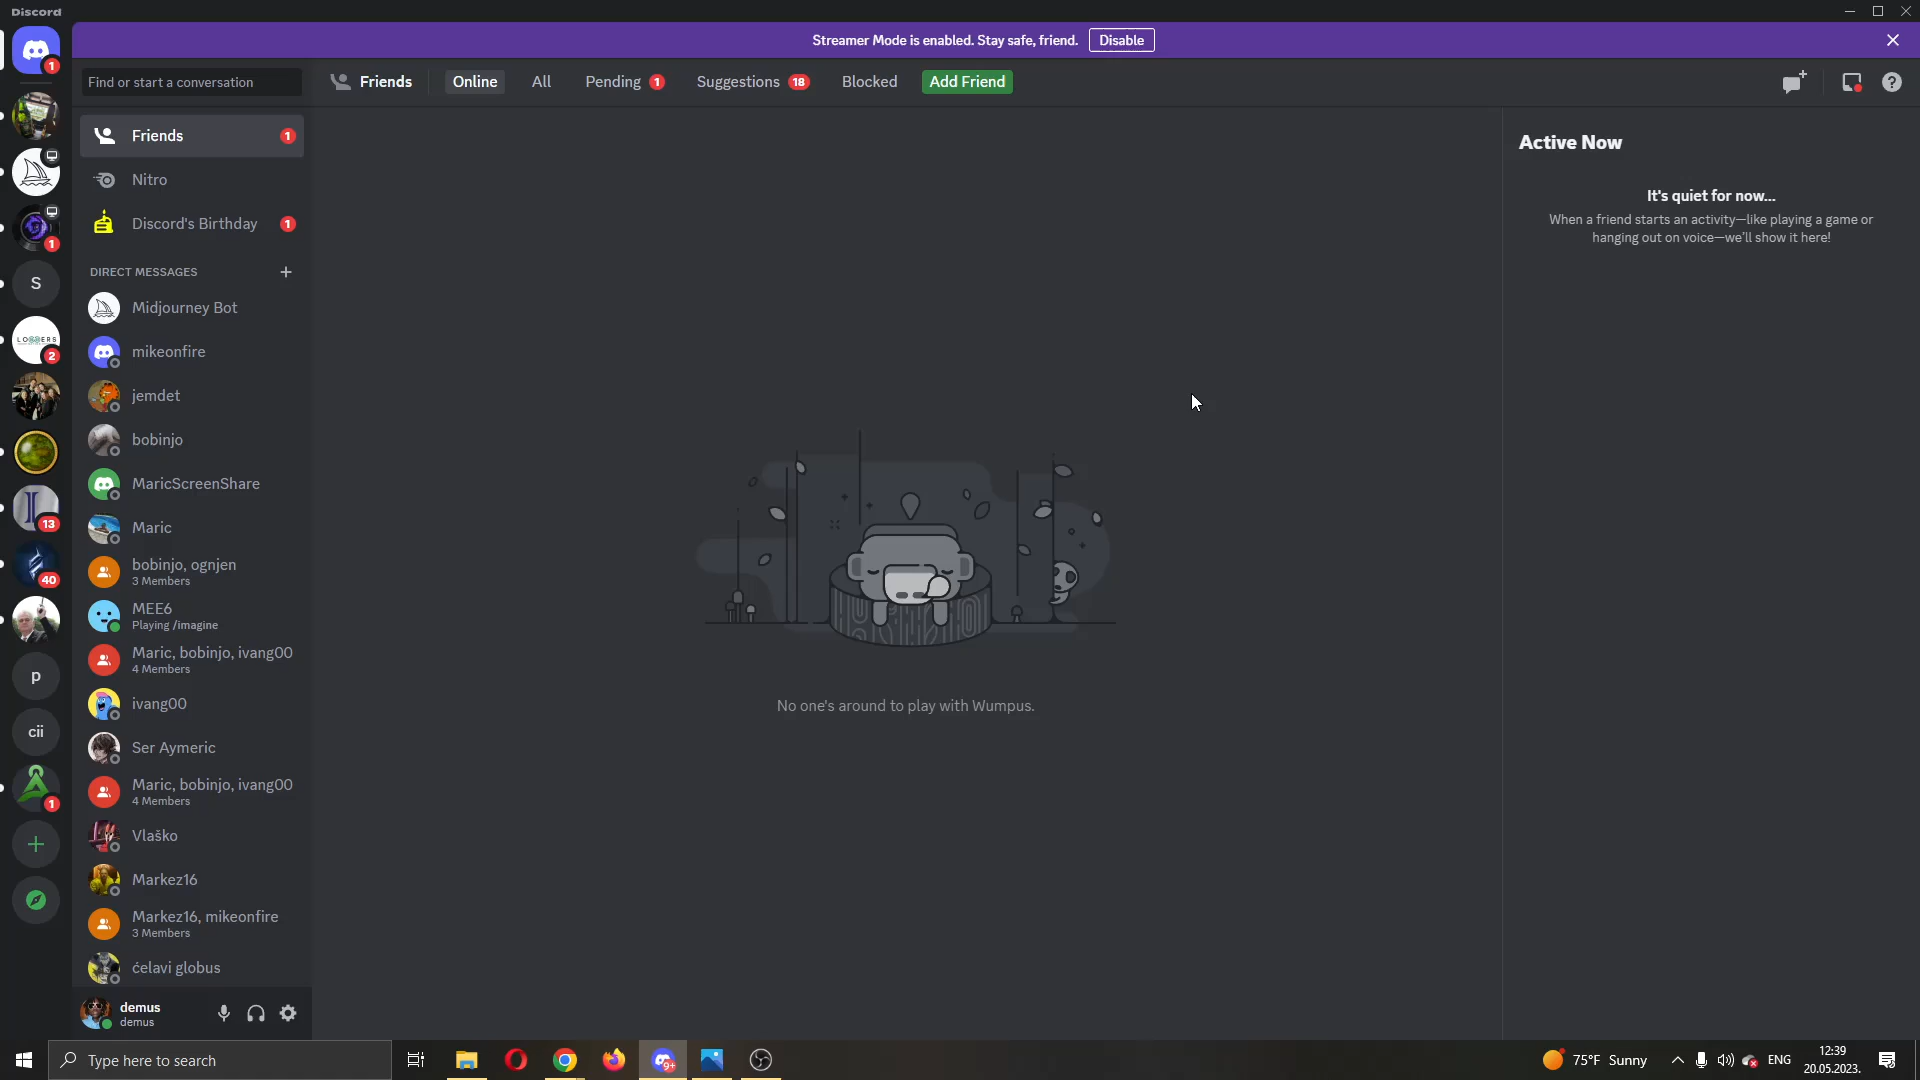 Discord
Streamer Mode is enabled. Stay safe, friend. Disable
1
Find or start a conversation
Friends Online All Pending 1 Suggestions 18 Blocked Add Friend
Friends 1
Nitro
Discord's Birthday 1
DIRECT MESSAGES +
Midjourney Bot
mikeonfire
jemdet
bobinjo
MaricScreenShare
Maric
bobinjo, ognjen
3 Members
MEE6
Playing /imagine
Maric, bobinjo, ivang00
4 Members
ivang00
Ser Aymeric
Maric, bobinjo, ivang00
4 Members
Vlaško
Markez16
Markez16, mikeonfire
3 Members
ćelavi globus
demus
demus
1
S
LOGGERS
2
I
13
40
p
cii
1
No one's around to play with Wumpus.
Active Now
It's quiet for now...
When a friend starts an activity—like playing a game or
hanging out on voice—we'll show it here!
Type here to search
9+
75°F Sunny
ENG
12:39
20.05.2023.